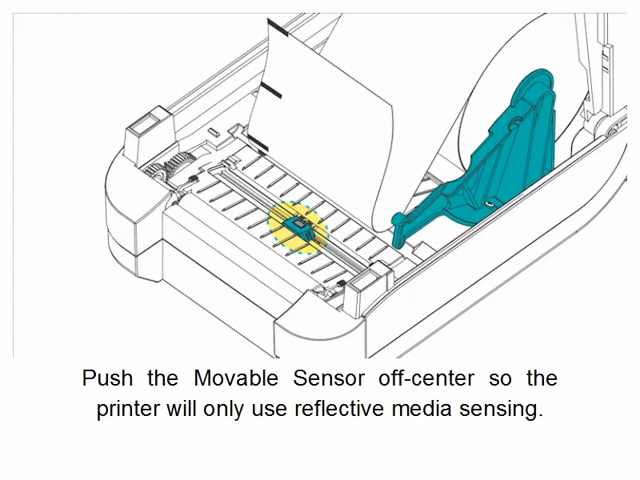 Push the Movable Sensor off-center so the
printer will only use reflective media sensing.